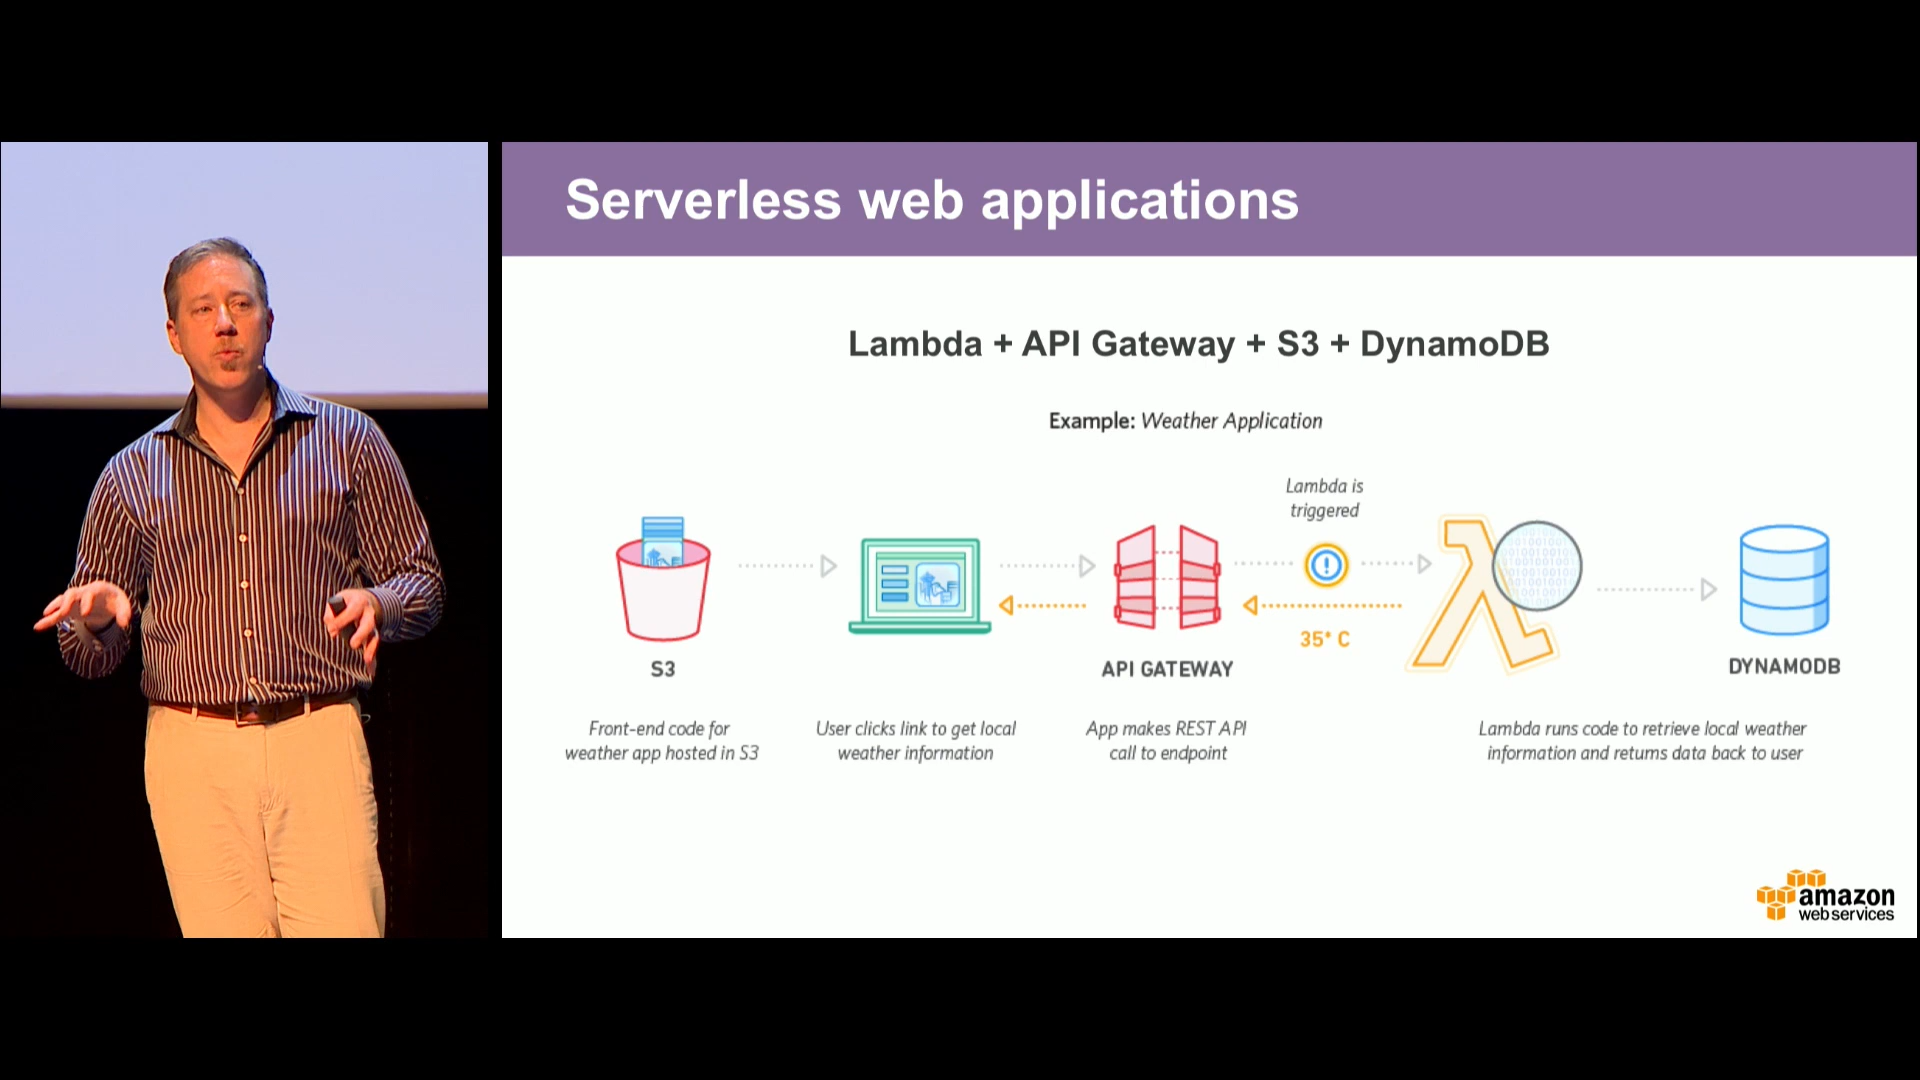 Serverless web applications
Lambda + API Gateway + S3 + DynamoDB
Example: Weather Application
Lambda is
triggered
35° C
S3
API GATEWAY
DYNAMODB
Front-end code for
weather app hosted in S3
User clicks link to get local
weather information
App makes REST API
call to endpoint
Lambda runs code to retrieve local weather
information and returns data back to user
amazon
web services